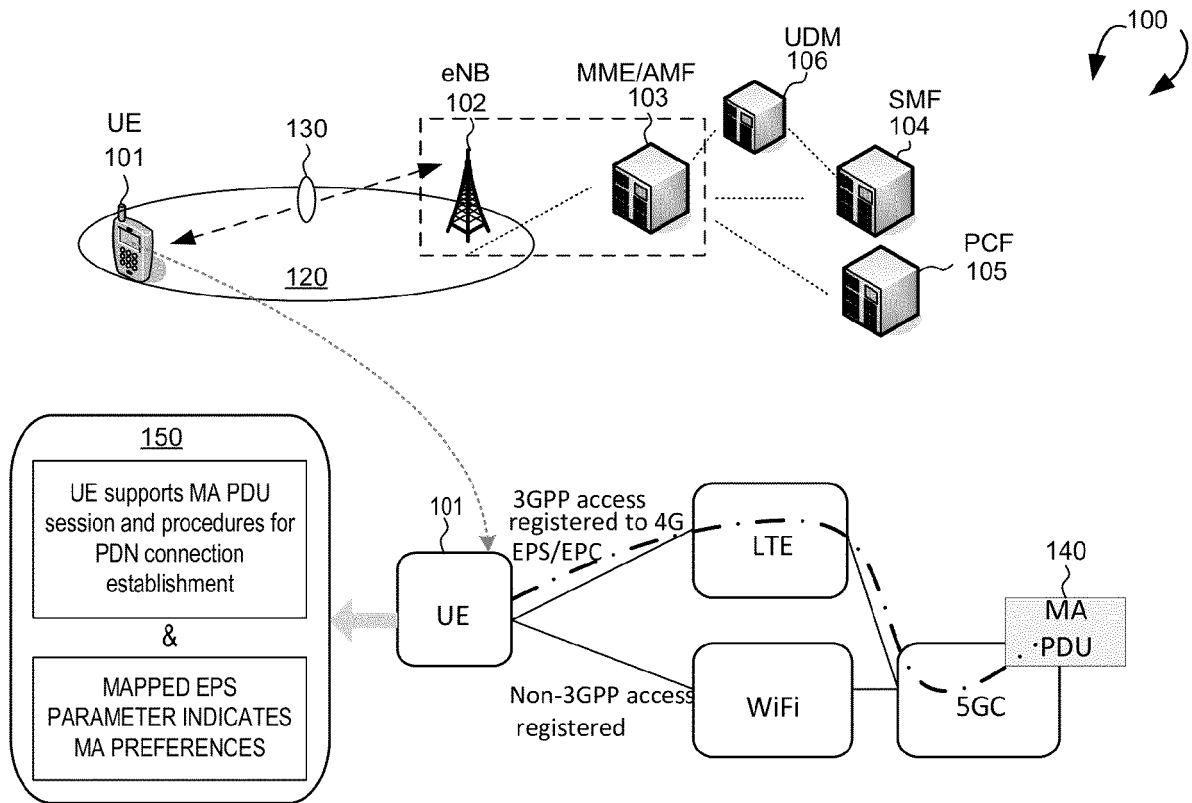 100
UDM
106
eNB
102
MME/AMF
103
SMF
104
UE
101
130
PCF
105
120
150
UE supports MA PDU
session and procedures for
PDN connection
establishment
&
MAPPED EPS
PARAMETER INDICATES
MA PREFERENCES
101
UE
3GPP access
registered to 4G
EPS/EPC
LTE
140
MA
PDU
Non-3GPP access
registered
WiFi
5GC